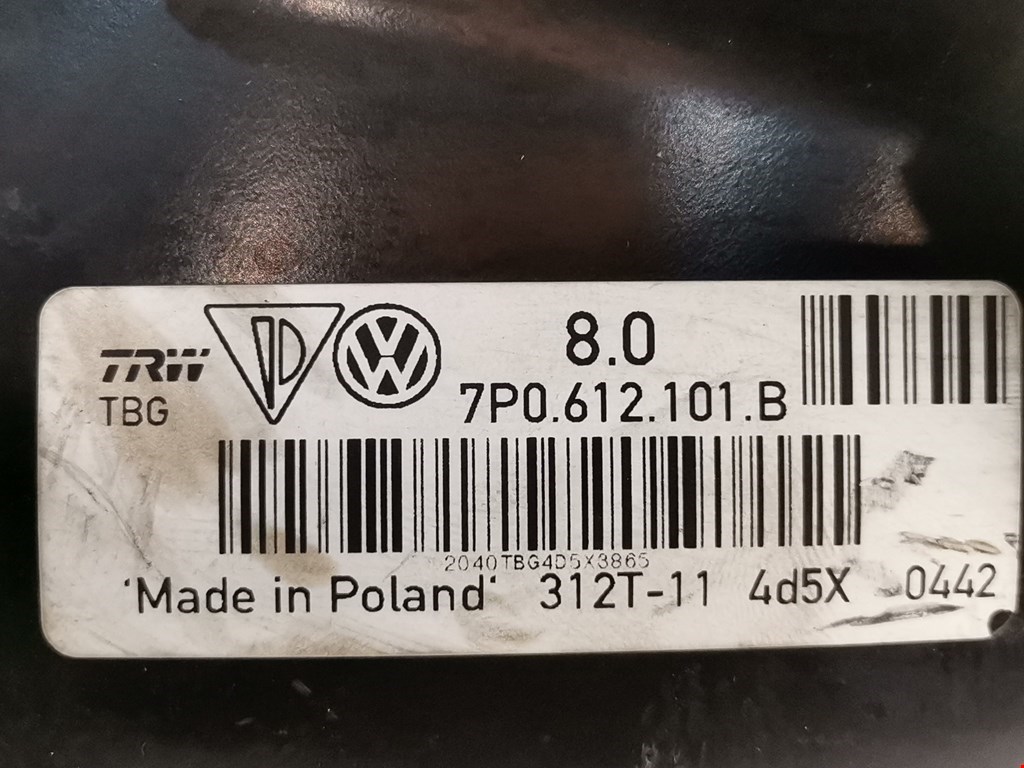 8.0
TRW
TBG
7P0.612.101.B
2040TBG4D5X3865
'Made in Poland' 312T-11 4d5X 0442